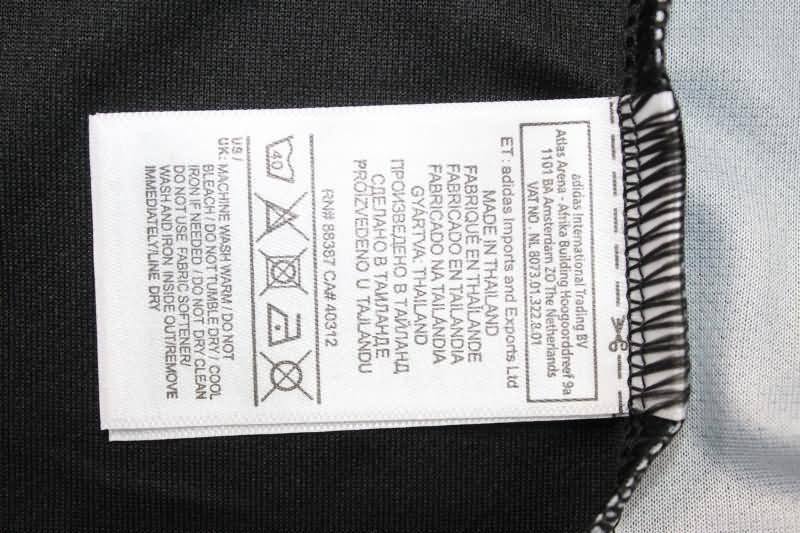 adidas International Trading BV
Atlas Arena - Afrika Building Hoogoorddreef 9a
1101 BA Amsterdam ZO The Netherlands
VAT NO. : NL 8073.01.322.8.01
ET : adidas Imports and Exports Ltd
MADE IN THAILAND
FABRIQUÉ EN THAÏLANDE
FABRICADO EN TAILANDIA
FABRICADO NA TAILÂNDIA
GYÁRTVA: THAIFÖLD
ПРОИЗВЕДЕНО В ТАЙЛАНД
СДЕЛАНО В ТАИЛАНДЕ
PROIZVEDENO U TAJLANDU
RN# 88387 CA# 40312
40
US /
UK: MACHINE WASH WARM / DO NOT
BLEACH / DO NOT TUMBLE DRY / COOL
IRON IF NEEDED / DO NOT DRY CLEAN
DO NOT USE FABRIC SOFTENER/
WASH AND IRON INSIDE OUT/REMOVE
IMMEDIATELY/LINE DRY